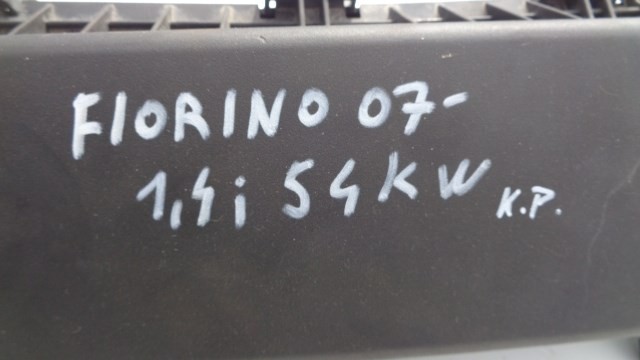 FIORINO 07-
1,4i 54KW K.P.